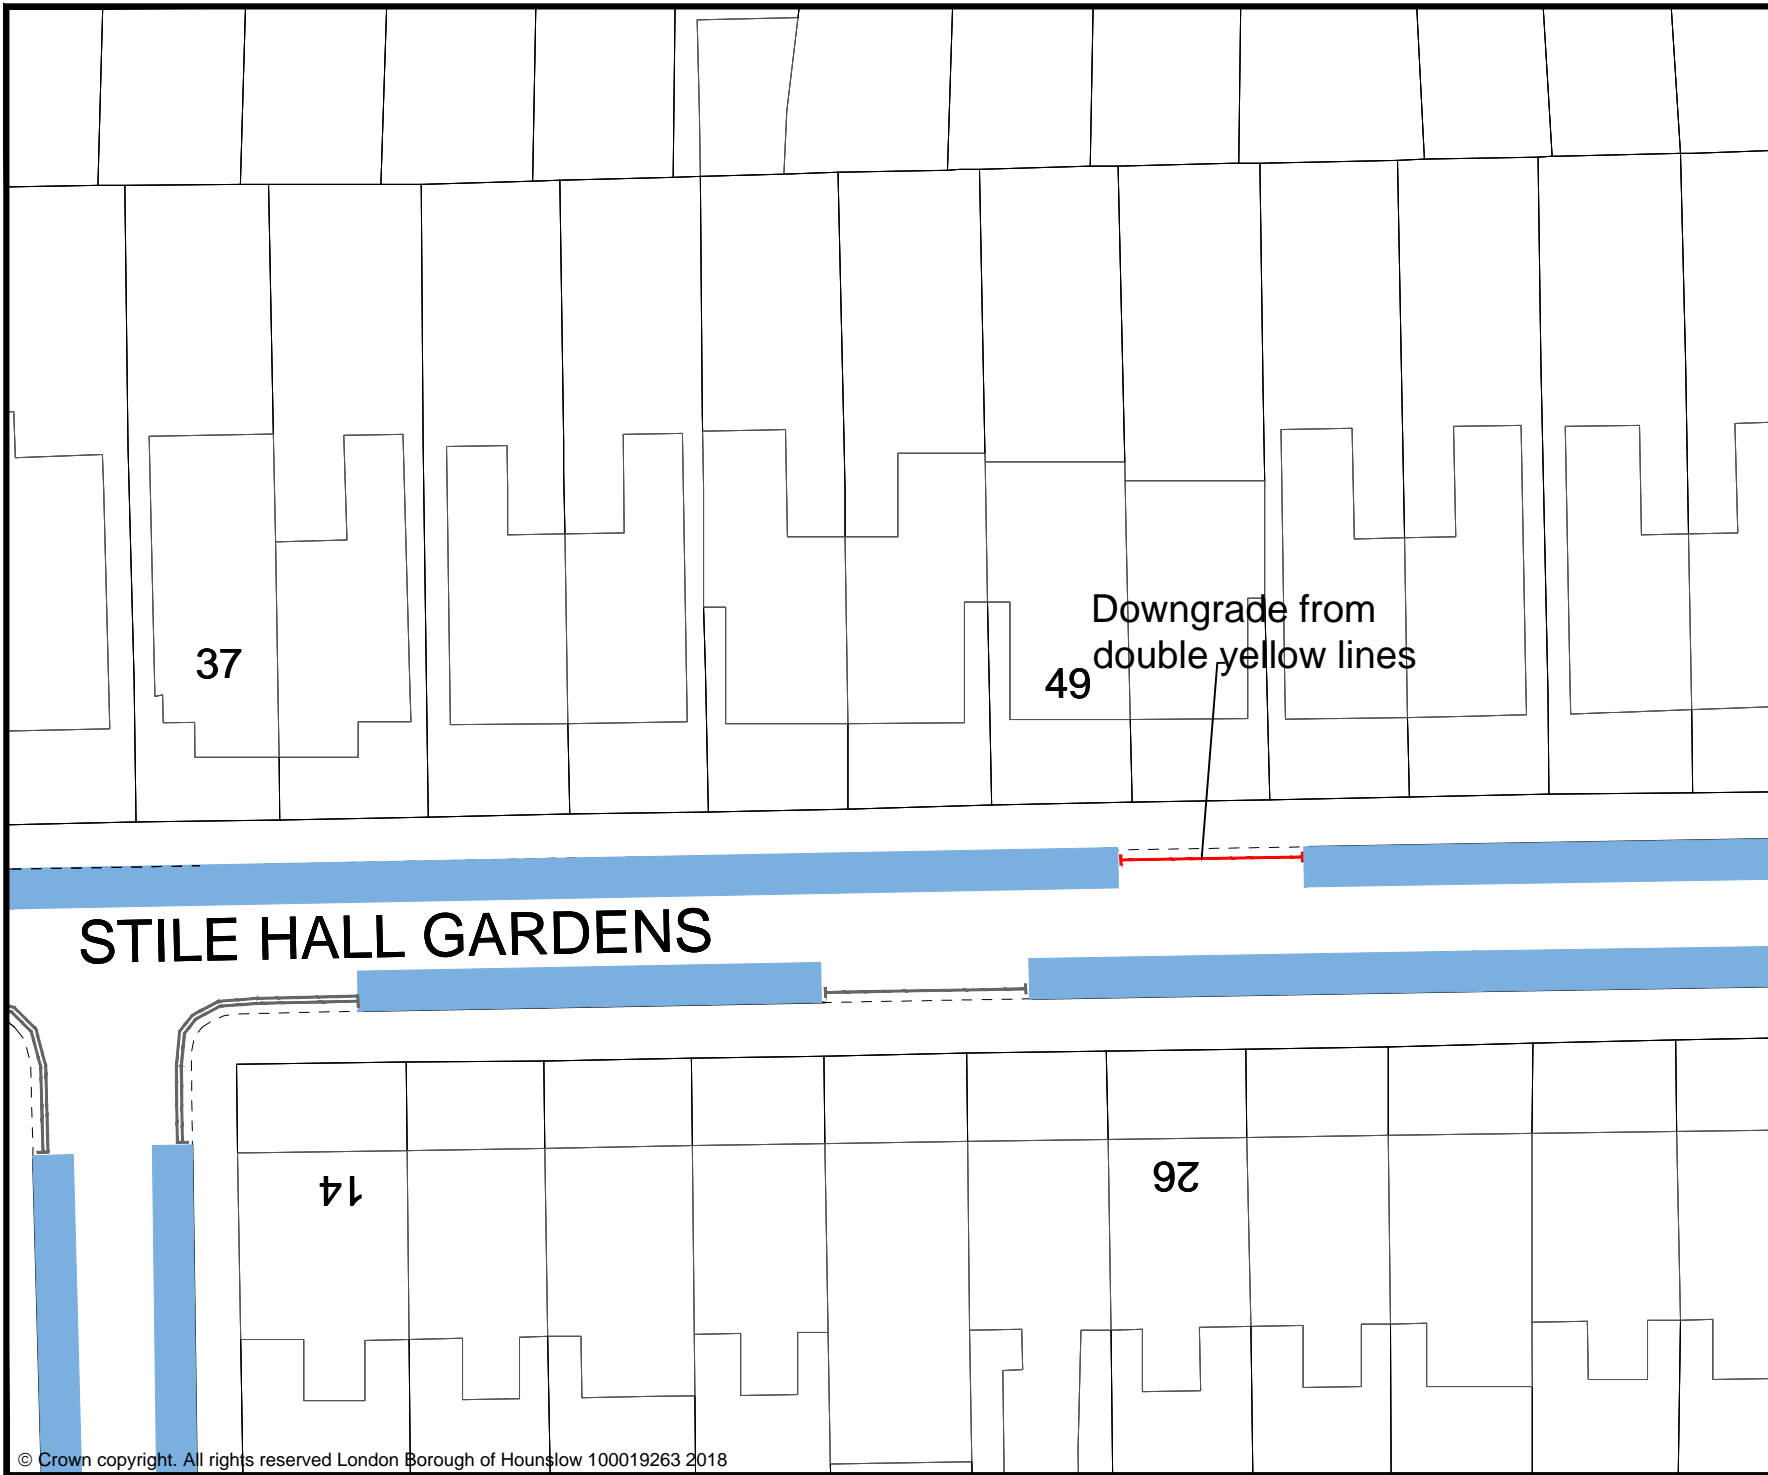 37
Downgrade from
double yellow lines
49
STILE HALL GARDENS
14
26
© Crown copyright. All rights reserved London Borough of Hounslow 100019263 2018